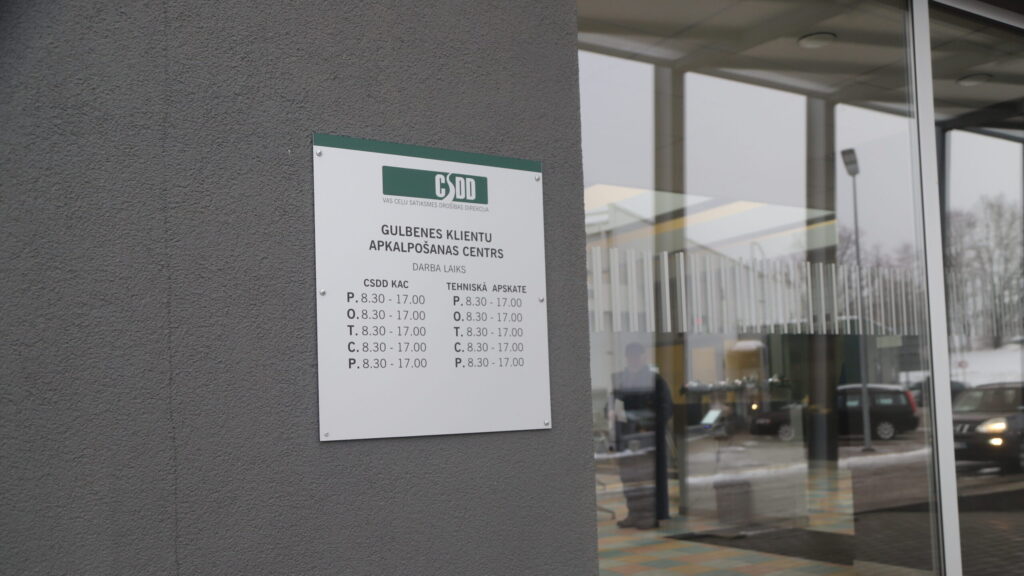 CSDD
VAS CEĻU SATIKSMES DROŠĪBAS DIREKCIJA
GULBENES KLIENTU
APKALPOŠANAS CENTRS
DARBA LAIKS
CSDD KAC
P. 8.30 - 17.00
O. 8.30 - 17.00
T. 8.30 - 17.00
C. 8.30 - 17.00
P. 8.30 - 17.00
TEHNISKĀ APSKATE
P. 8.30 - 17.00
O. 8.30 - 17.00
T. 8.30 - 17.00
C. 8.30 - 17.00
P. 8.30 - 17.00